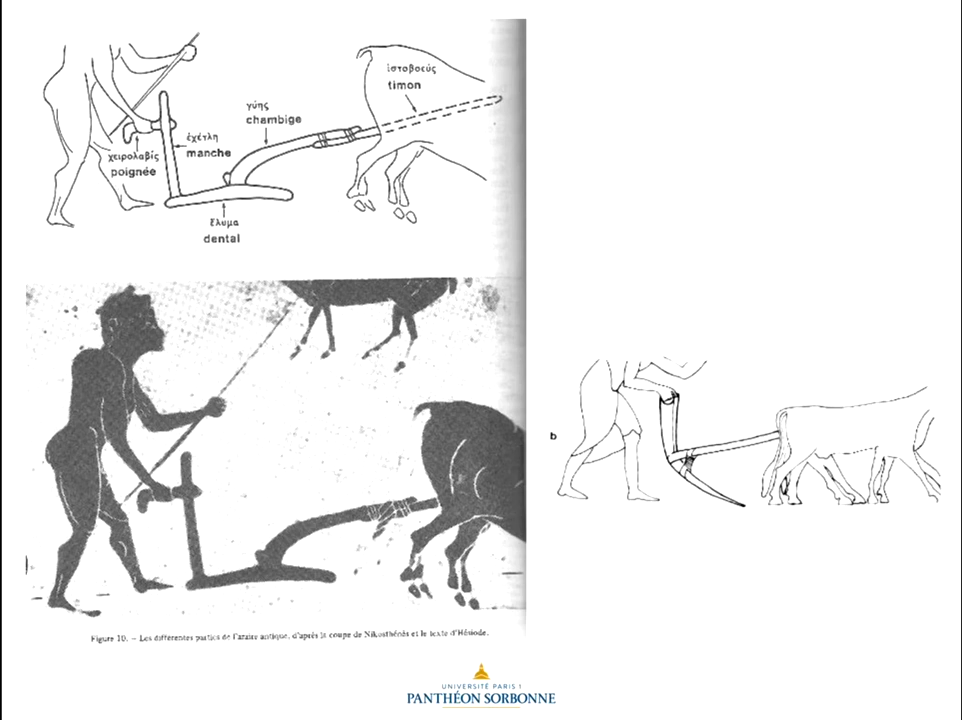 ἱστοβοεύς
timon
γύης
chambige
ἐχέτλη
manche
χειρολαβίς
poignée
ἔλυμα
dental
b
Figure 10. – Les différentes parties de l'araire antique, d'après la coupe de Nikosthénès et le texte d'Hésiode.
UNIVERSITÉ PARIS 1
PANTHÉON SORBONNE